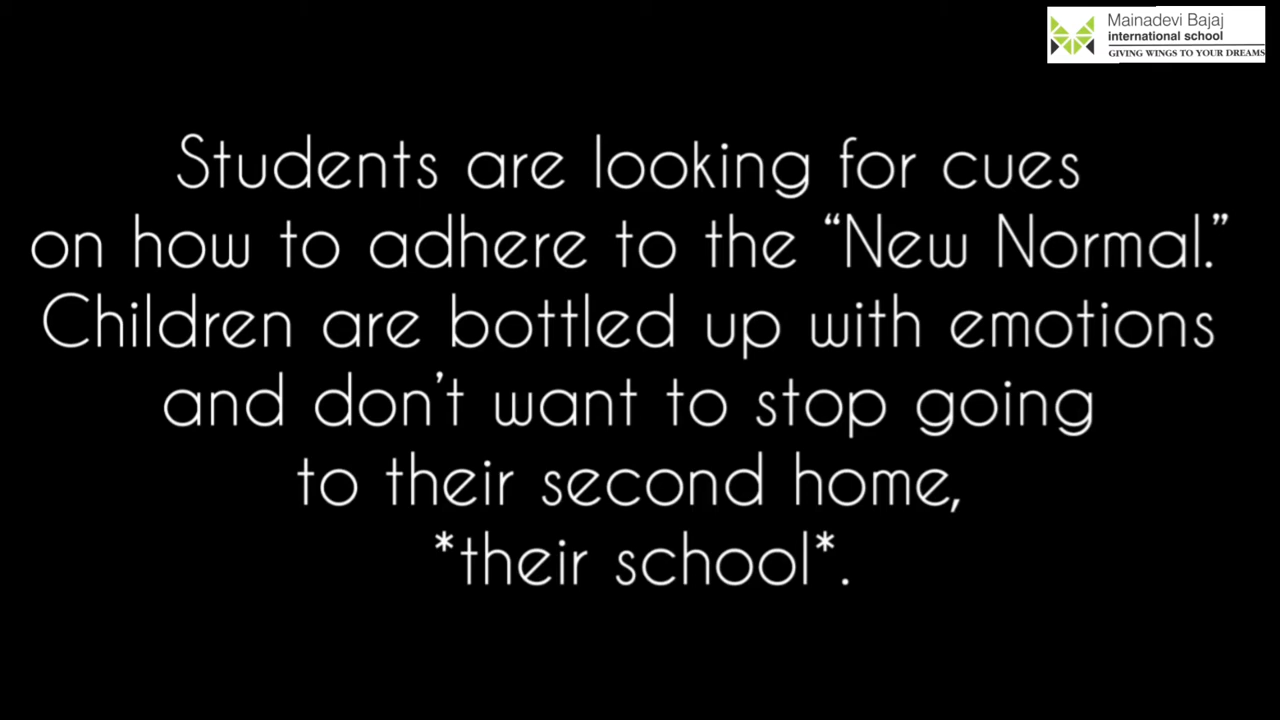 Mainadevi Bajaj
international school
GIVING WINGS TO YOUR DREAMS
Students are looking for cues
on how to adhere to the “New Normal.”
Children are bottled up with emotions
and don’t want to stop going
to their second home,
*their school*.